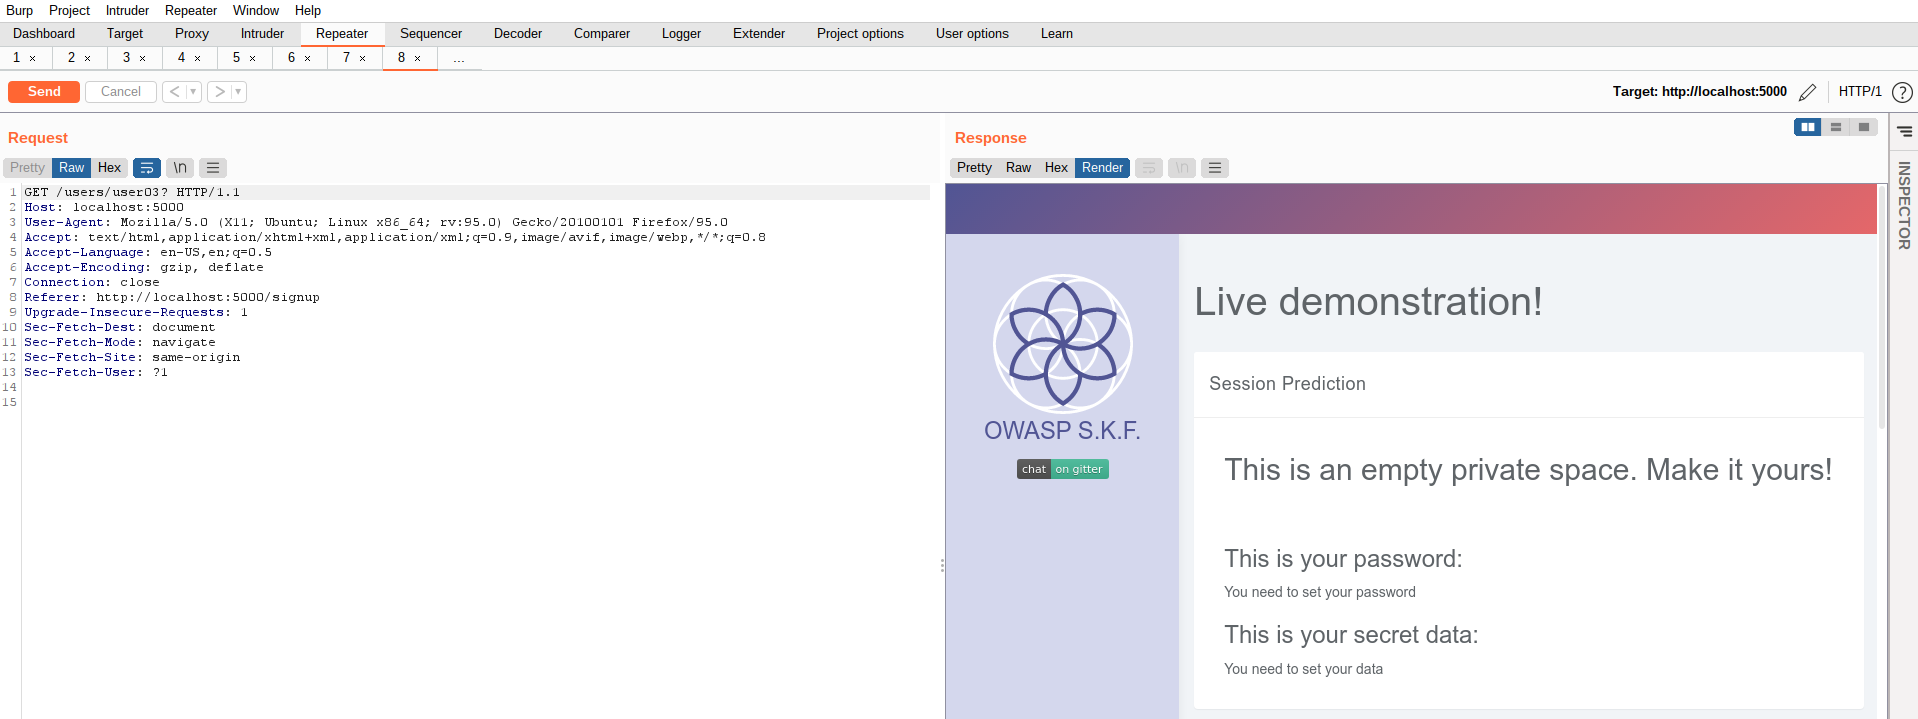 Burp Project Intruder Repeater Window Help
Dashboard Target Proxy Intruder Repeater Sequencer Decoder Comparer Logger Extender Project options User options Learn
1 × 2 × 3 × 4 × 5 × 6 × 7 × 8 × ...
Send Cancel < > Target: http://localhost:5000 HTTP/1 ?
Request
Pretty Raw Hex \n
1 GET /users/user03? HTTP/1.1
2 Host: localhost:5000
3 User-Agent: Mozilla/5.0 (X11; Ubuntu; Linux x86_64; rv:95.0) Gecko/20100101 Firefox/95.0
4 Accept: text/html,application/xhtml+xml,application/xml;q=0.9,image/avif,image/webp,*/*;q=0.8
5 Accept-Language: en-US,en;q=0.5
6 Accept-Encoding: gzip, deflate
7 Connection: close
8 Referer: http://localhost:5000/signup
9 Upgrade-Insecure-Requests: 1
10 Sec-Fetch-Dest: document
11 Sec-Fetch-Mode: navigate
12 Sec-Fetch-Site: same-origin
13 Sec-Fetch-User: ?1
14
15
Response
Pretty Raw Hex Render \n
OWASP S.K.F.
chat on gitter
Live demonstration!
Session Prediction
This is an empty private space. Make it yours!
This is your password:
You need to set your password
This is your secret data:
You need to set your data
INSPECTOR